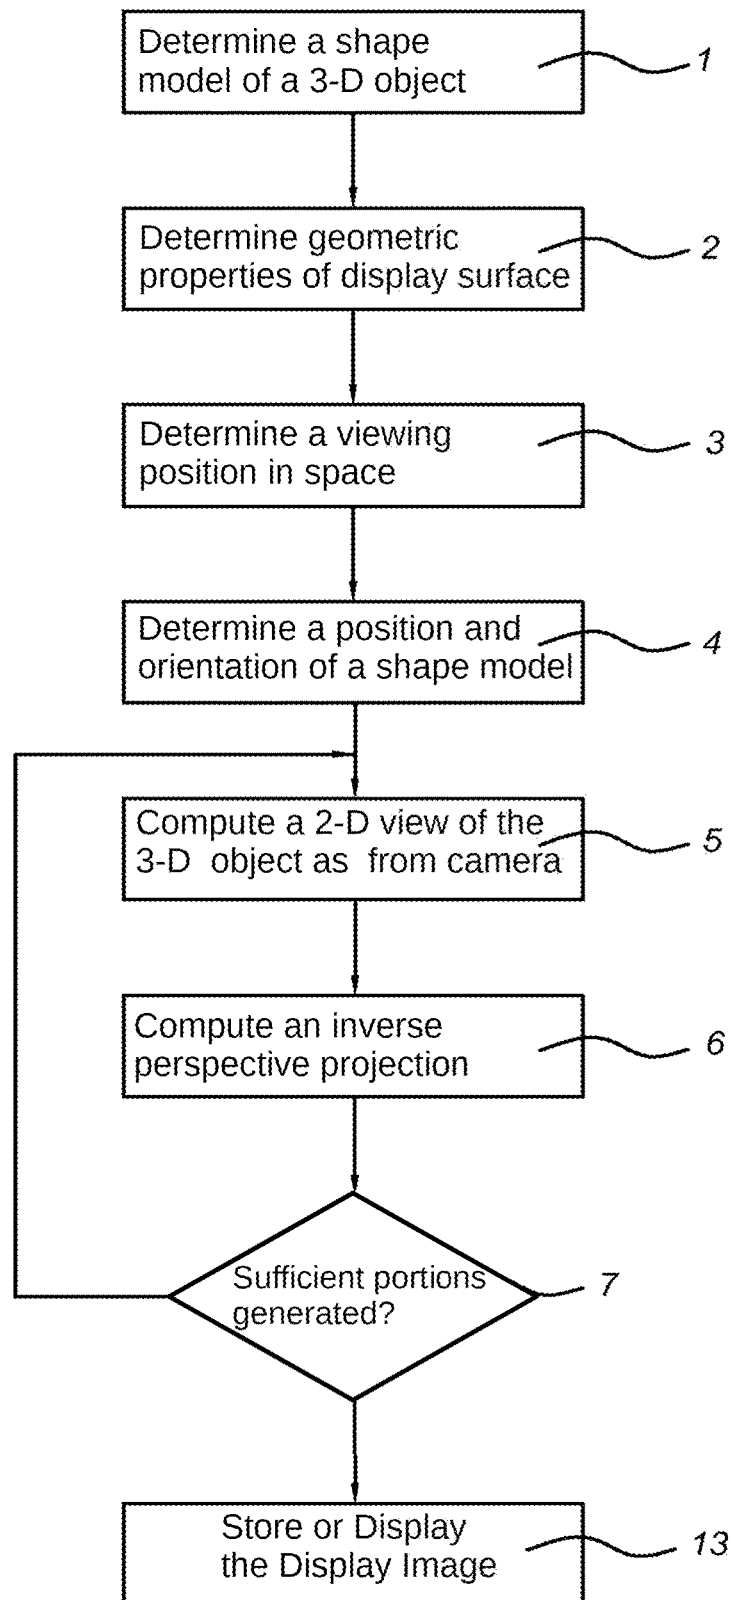 Determine a shape
model of a 3-D object
1
Determine geometric
properties of display surface
2
Determine a viewing
position in space
3
Determine a position and
orientation of a shape model
4
Compute a 2-D view of the
3-D object as from camera
5
Compute an inverse
perspective projection
6
Sufficient portions
generated?
7
Store or Display
the Display Image
13